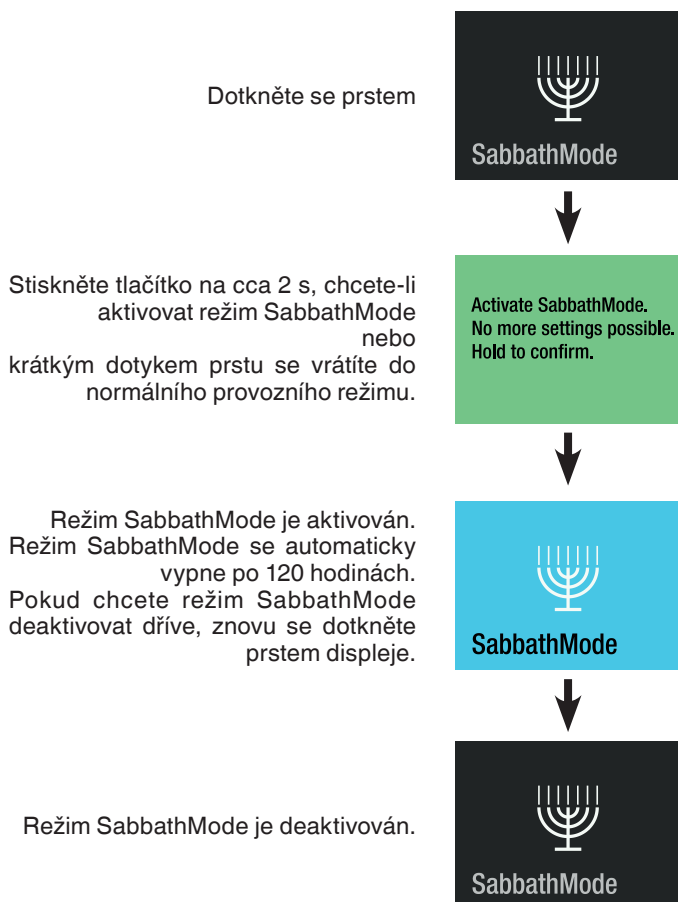 Dotkněte se prstem
SabbathMode
Stiskněte tlačítko na cca 2 s, chcete-li
aktivovat režim SabbathMode
nebo
krátkým dotykem prstu se vrátíte do
normálního provozního režimu.
Activate SabbathMode.
No more settings possible.
Hold to confirm.
Režim SabbathMode je aktivován.
Režim SabbathMode se automaticky
vypne po 120 hodinách.
Pokud chcete režim SabbathMode
deaktivovat dříve, znovu se dotkněte
prstem displeje.
SabbathMode
Režim SabbathMode je deaktivován.
SabbathMode